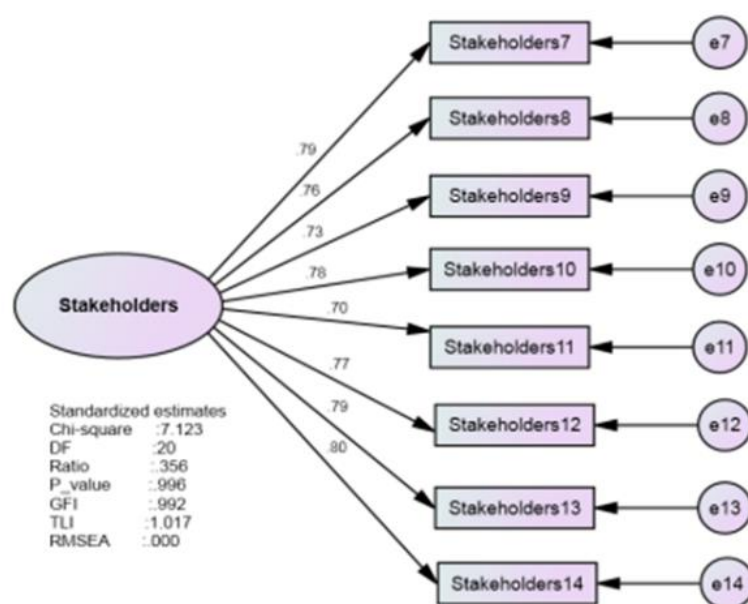 Stakeholders7
e7
Stakeholders8
e8
.79
.76
Stakeholders9
e9
.73
.78
Stakeholders10
e10
Stakeholders
.70
Stakeholders11
e11
.77
.79
Stakeholders12
e12
.80
Standardized estimates
Chi-square :7.123
DF :20
Ratio :.356
P_value :.996
GFI :.992
TLI :1.017
RMSEA :.000
Stakeholders13
e13
Stakeholders14
e14